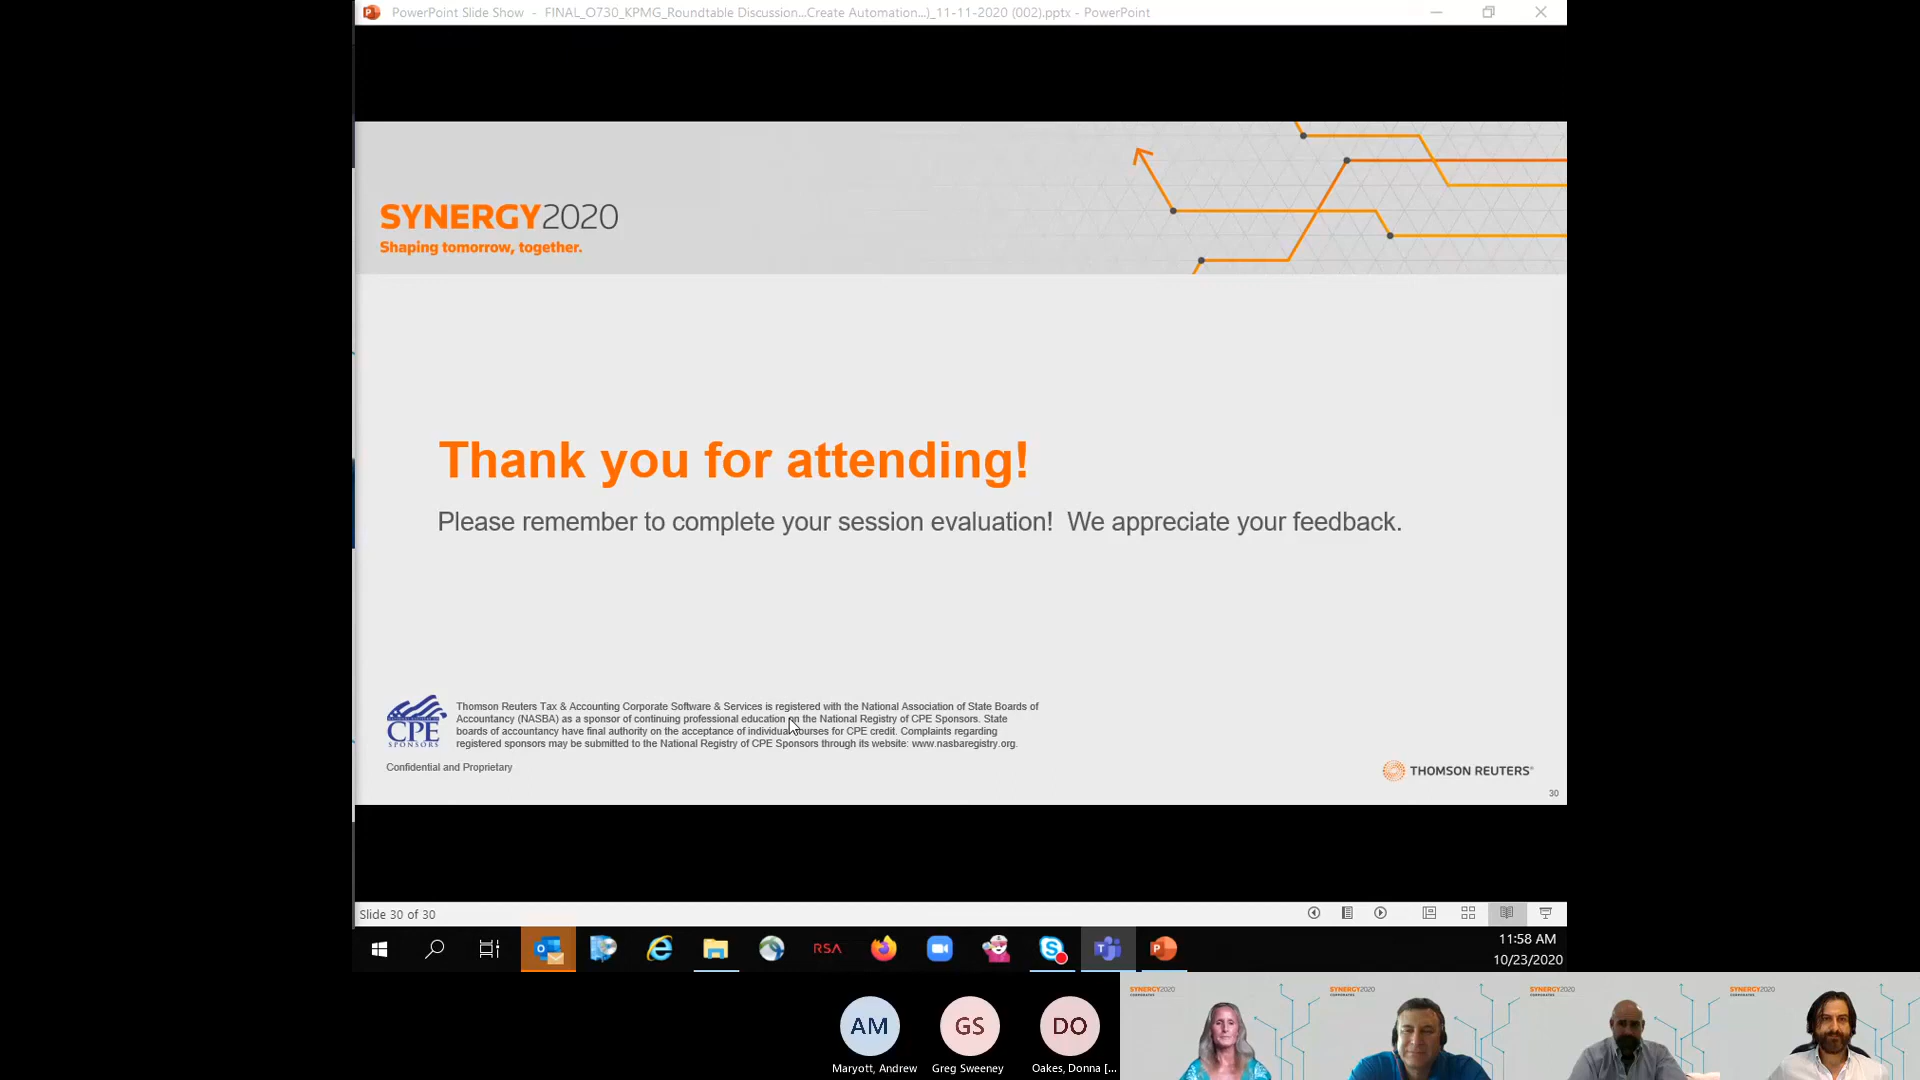 PowerPoint Slide Show - FINAL_O730_KPMG_Roundtable Discussion...Create Automation...)_11-11-2020 (002).pptx - PowerPoint
SYNERGY2020
Shaping tomorrow, together.
Thank you for attending!
Please remember to complete your session evaluation! We appreciate your feedback.
CPE
SPONSORS
Thomson Reuters Tax & Accounting Corporate Software & Services is registered with the National Association of State Boards of
Accountancy (NASBA) as a sponsor of continuing professional education on the National Registry of CPE Sponsors. State
boards of accountancy have final authority on the acceptance of individual courses for CPE credit. Complaints regarding
registered sponsors may be submitted to the National Registry of CPE Sponsors through its website: www.nasbaregistry.org.
Confidential and Proprietary
THOMSON REUTERS®
30
Slide 30 of 30
RSA
11:58 AM
10/23/2020
AM
GS
DO
Maryott, Andrew
Greg Sweeney
Oakes, Donna [...
SYNERGY2020
SYNERGY2020
SYNERGY2020
SYNERGY2020